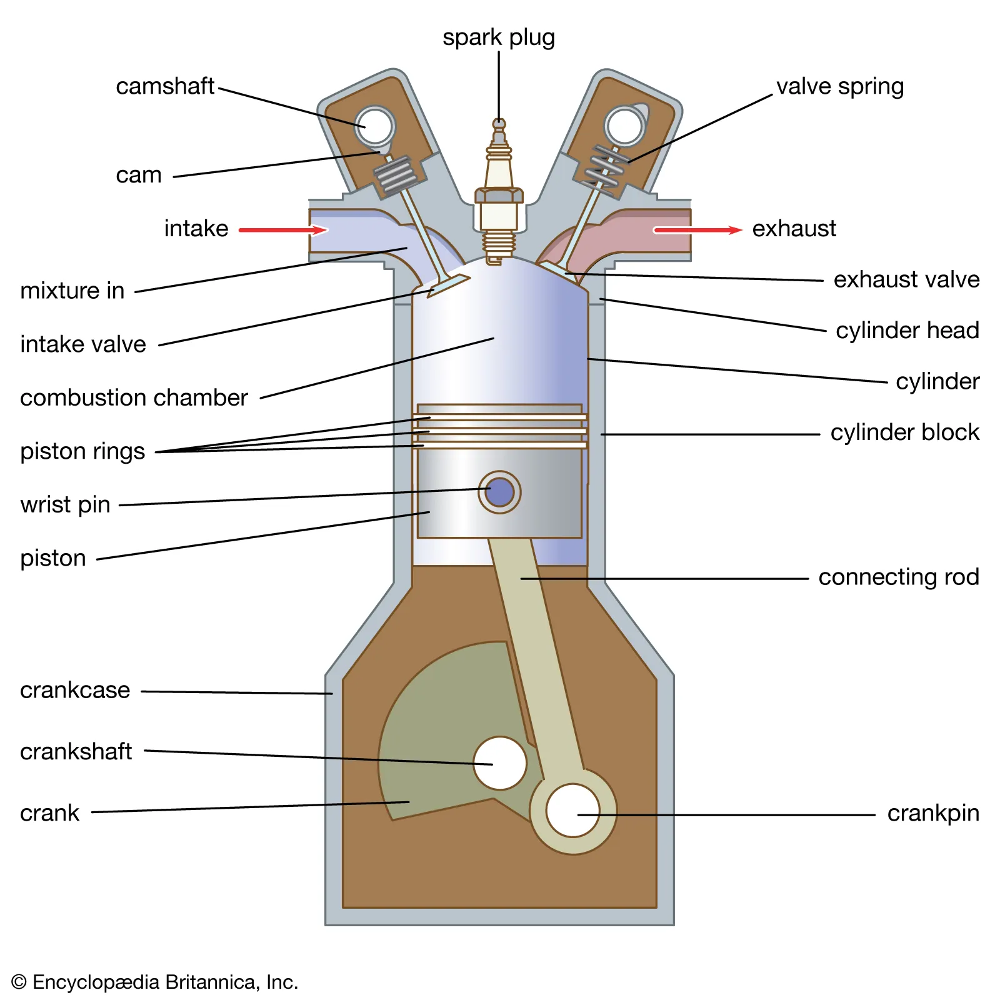 spark plug
camshaft
valve spring
cam
intake
exhaust
mixture in
exhaust valve
intake valve
cylinder head
combustion chamber
cylinder
piston rings
cylinder block
wrist pin
piston
connecting rod
crankcase
crankshaft
crank
crankpin
© Encyclopædia Britannica, Inc.